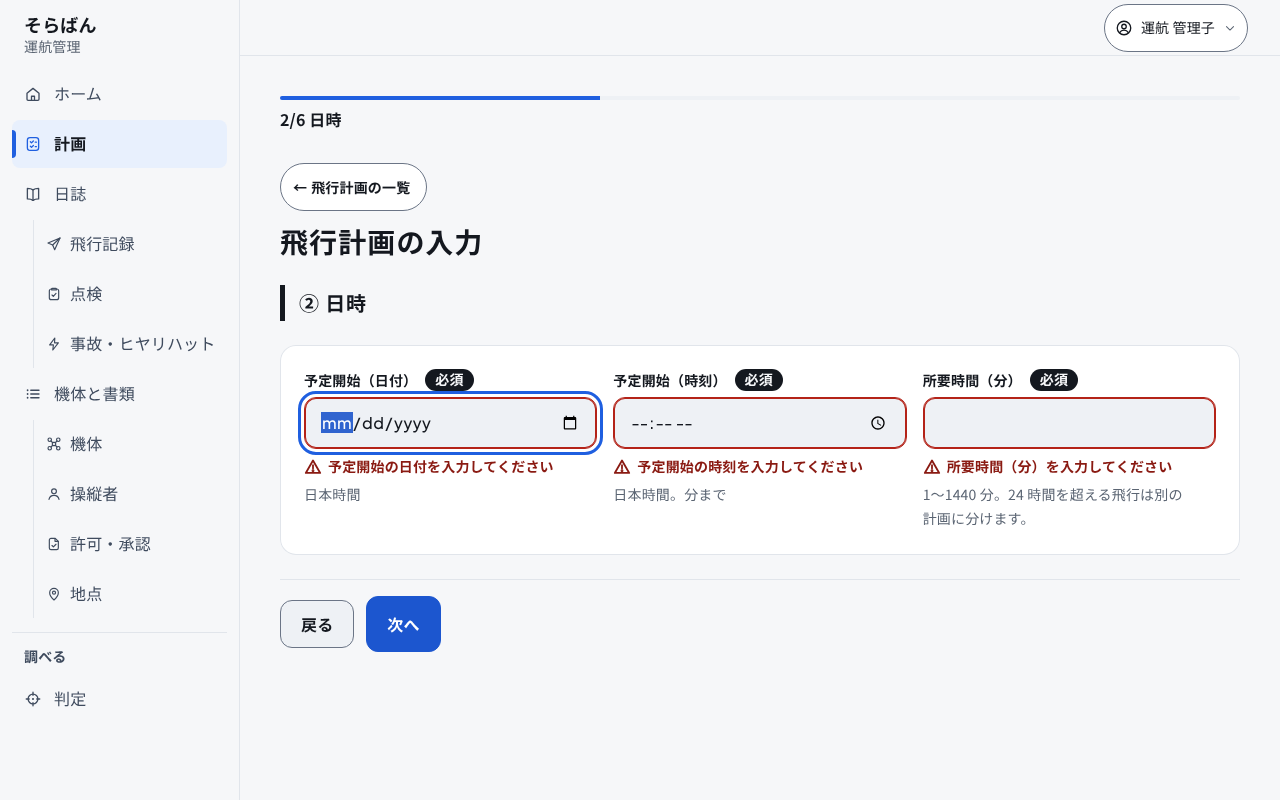 そらばん
運航管理
ホーム
計画
日誌
飛行記録
点検
事故・ヒヤリハット
機体と書類
機体
操縦者
許可・承認
地点
調べる
判定
運航 管理子
2/6 日時
← 飛行計画の一覧
飛行計画の入力
② 日時
予定開始（日付） 必須
mm/dd/yyyy
予定開始の日付を入力してください
日本時間
予定開始（時刻） 必須
--:-- --
予定開始の時刻を入力してください
日本時間。分まで
所要時間（分） 必須
所要時間（分）を入力してください
1〜1440 分。24 時間を超える飛行は別の
計画に分けます。
戻る
次へ